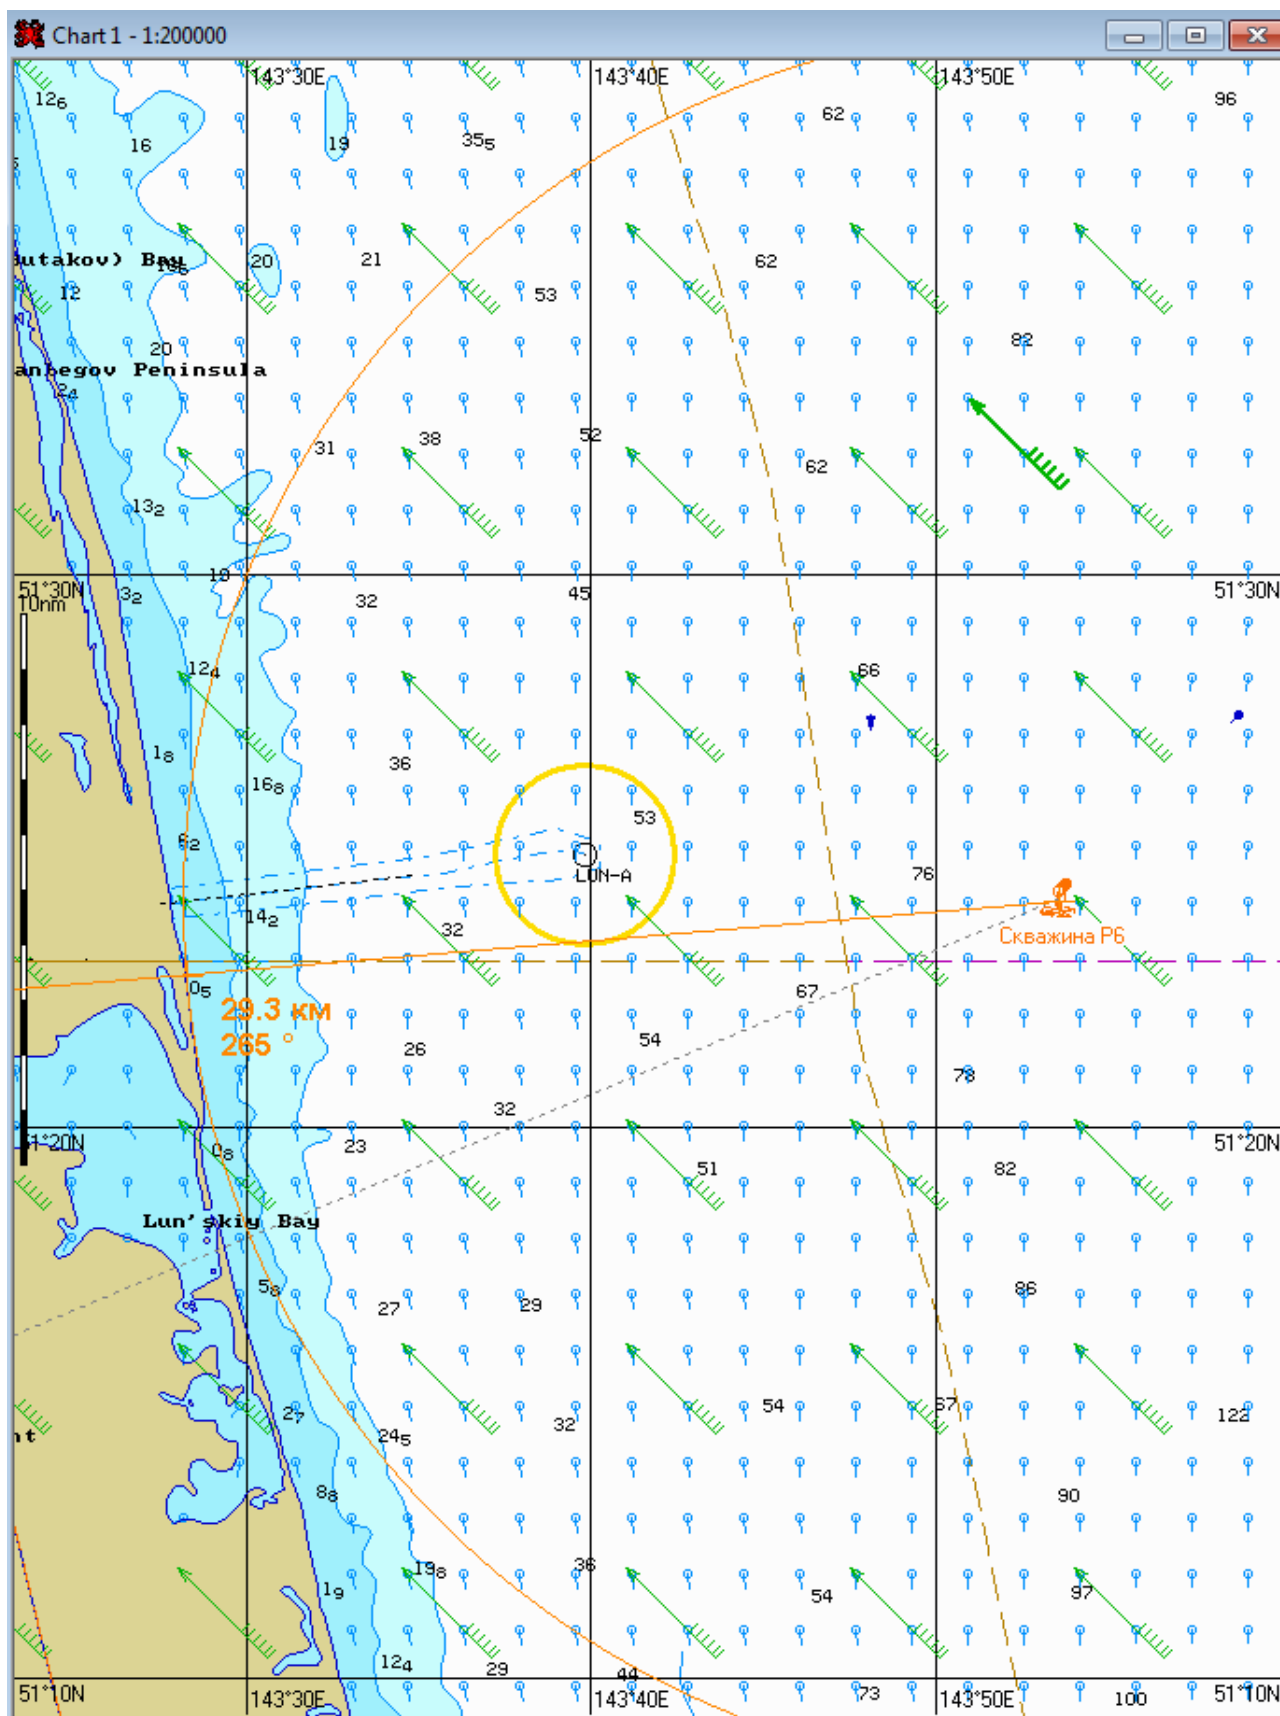 Chart 1 - 1:200000
143°30E 143°40E 143°50E
12₆ 62 96
16 19 35₅
utakov) Bay 20 21 62
12 53
20 82
anbegov Peninsula
2₄
31 38 52 62
13₂
19
51°30N 3₂ 32 45 51°30N
10nm
12₄ 66
1₈ 36
16₈ 53
6₂
LUN-A 76
14₂ 32 Скважина P6
0₅ 67
29.3 км
54
265 ° 26
78
32
51°20N 23 51°20N
0₈ 51 82
Lun'skiy Bay
5₈ 86
27 29
54 67
2₇ 32 122
nt 24₅
8₈ 90
19₈ 36
1₉ 54 97
12₄ 29 44
51°10N 143°30E 143°40E 73 143°50E 100 51°10N